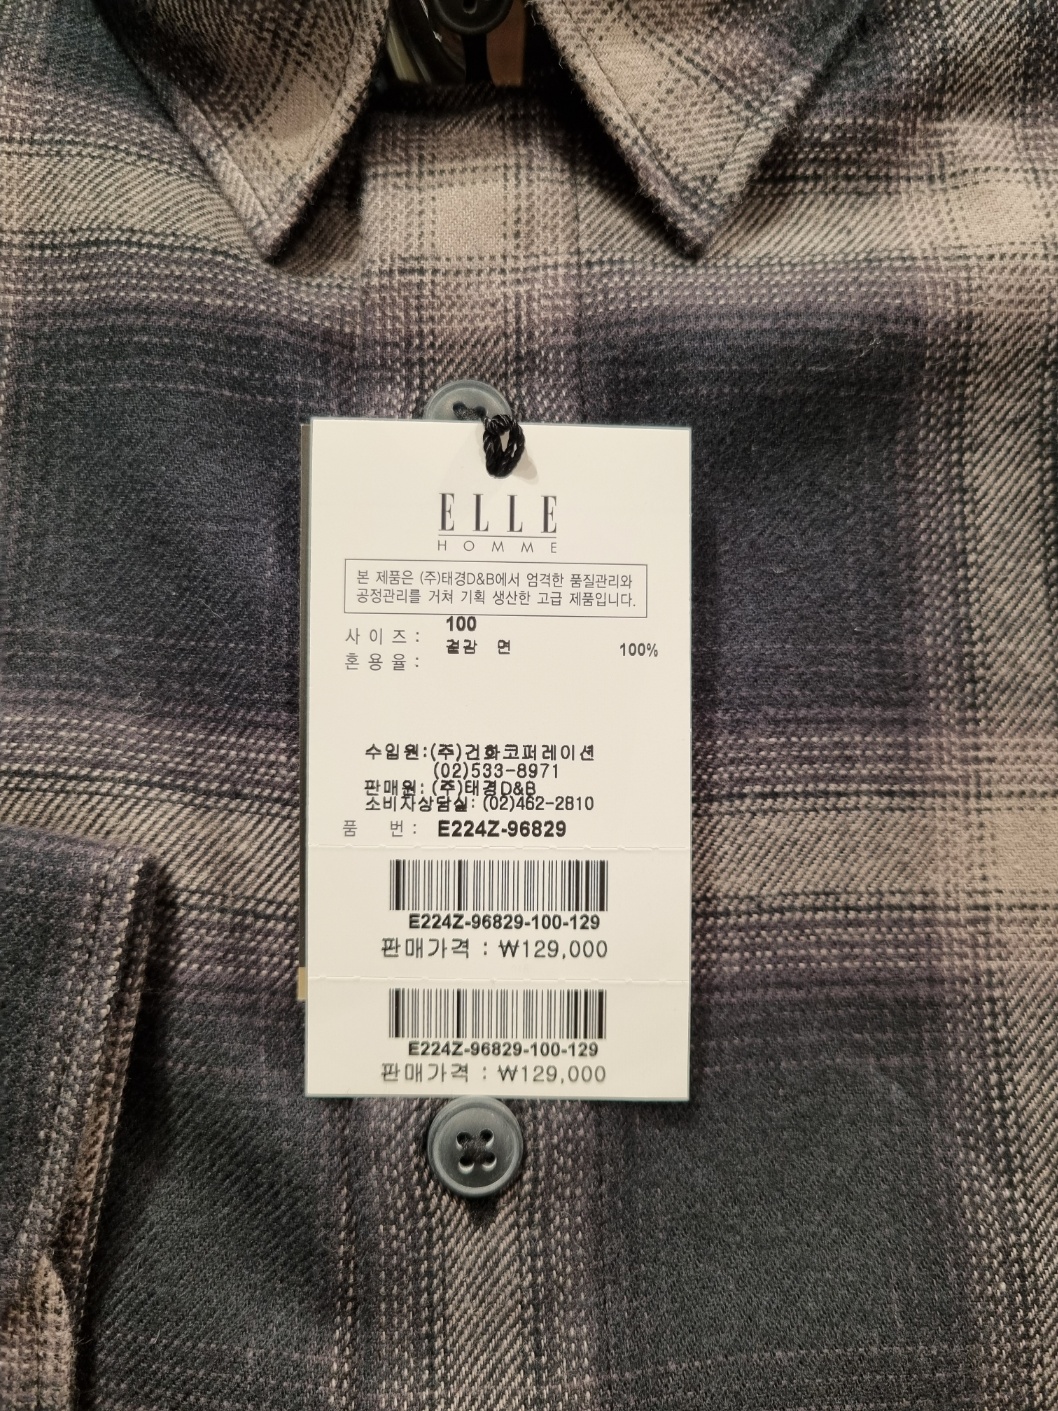 ELLE
HOMME
본 제품은 (주)태경D&B에서 엄격한 품질관리와
공정관리를 거쳐 기획 생산한 고급 제품입니다.
사 이 즈 : 100
혼 용 율 : 겉감 면 100%
수입원:(주)건화코퍼레이션
(02)533-8971
판매원: (주)태경D&B
소비자상담실: (02)462-2810
품 번 : E224Z-96829
E224Z-96829-100-129
판매가격 : ₩129,000
E224Z-96829-100-129
판매가격 : ₩129,000